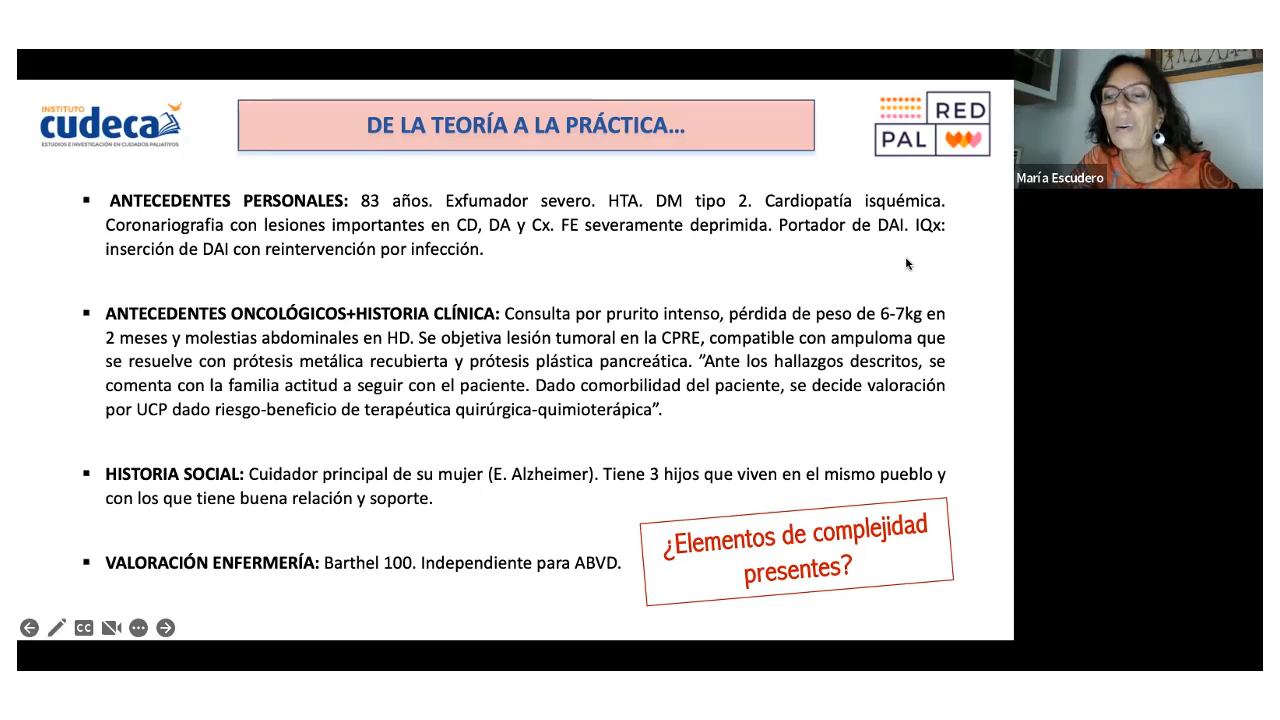 INSTITUTO
cudeca
ESTUDIOS E INVESTIGACIÓN EN CUIDADOS PALIATIVOS
DE LA TEORÍA A LA PRÁCTICA...
RED
PAL
María Escudero
▪ ANTECEDENTES PERSONALES: 83 años. Exfumador severo. HTA. DM tipo 2. Cardiopatía isquémica.
Coronariografia con lesiones importantes en CD, DA y Cx. FE severamente deprimida. Portador de DAI. IQx:
inserción de DAI con reintervención por infección.
▪ ANTECEDENTES ONCOLÓGICOS+HISTORIA CLÍNICA: Consulta por prurito intenso, pérdida de peso de 6-7kg en
2 meses y molestias abdominales en HD. Se objetiva lesión tumoral en la CPRE, compatible con ampuloma que
se resuelve con prótesis metálica recubierta y prótesis plástica pancreática. ”Ante los hallazgos descritos, se
comenta con la familia actitud a seguir con el paciente. Dado comorbilidad del paciente, se decide valoración
por UCP dado riesgo-beneficio de terapéutica quirúrgica-quimioterápica”.
▪ HISTORIA SOCIAL: Cuidador principal de su mujer (E. Alzheimer). Tiene 3 hijos que viven en el mismo pueblo y
con los que tiene buena relación y soporte.
▪ VALORACIÓN ENFERMERÍA: Barthel 100. Independiente para ABVD.
¿Elementos de complejidad
presentes?
CC